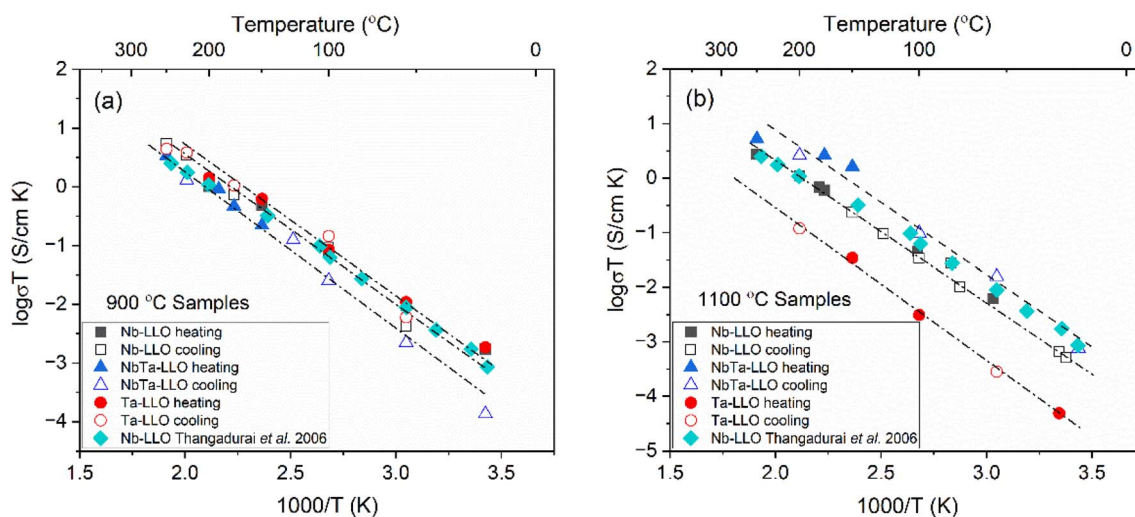 Temperature (°C)
300 200 100 0
(a)
logσT (S/cm K)
2
1
0
−1
−2
−3
−4
900 °C Samples
Nb-LLO heating
Nb-LLO cooling
NbTa-LLO heating
NbTa-LLO cooling
Ta-LLO heating
Ta-LLO cooling
Nb-LLO Thangadurai et al. 2006
1.5 2.0 2.5 3.0 3.5
1000/T (K)
Temperature (°C)
300 200 100 0
(b)
logσT (S/cm K)
2
1
0
−1
−2
−3
−4
−5
1100 °C Samples
Nb-LLO heating
Nb-LLO cooling
NbTa-LLO heating
NbTa-LLO cooling
Ta-LLO heating
Ta-LLO cooling
Nb-LLO Thangadurai et al. 2006
1.5 2.0 2.5 3.0 3.5
1000/T (K)